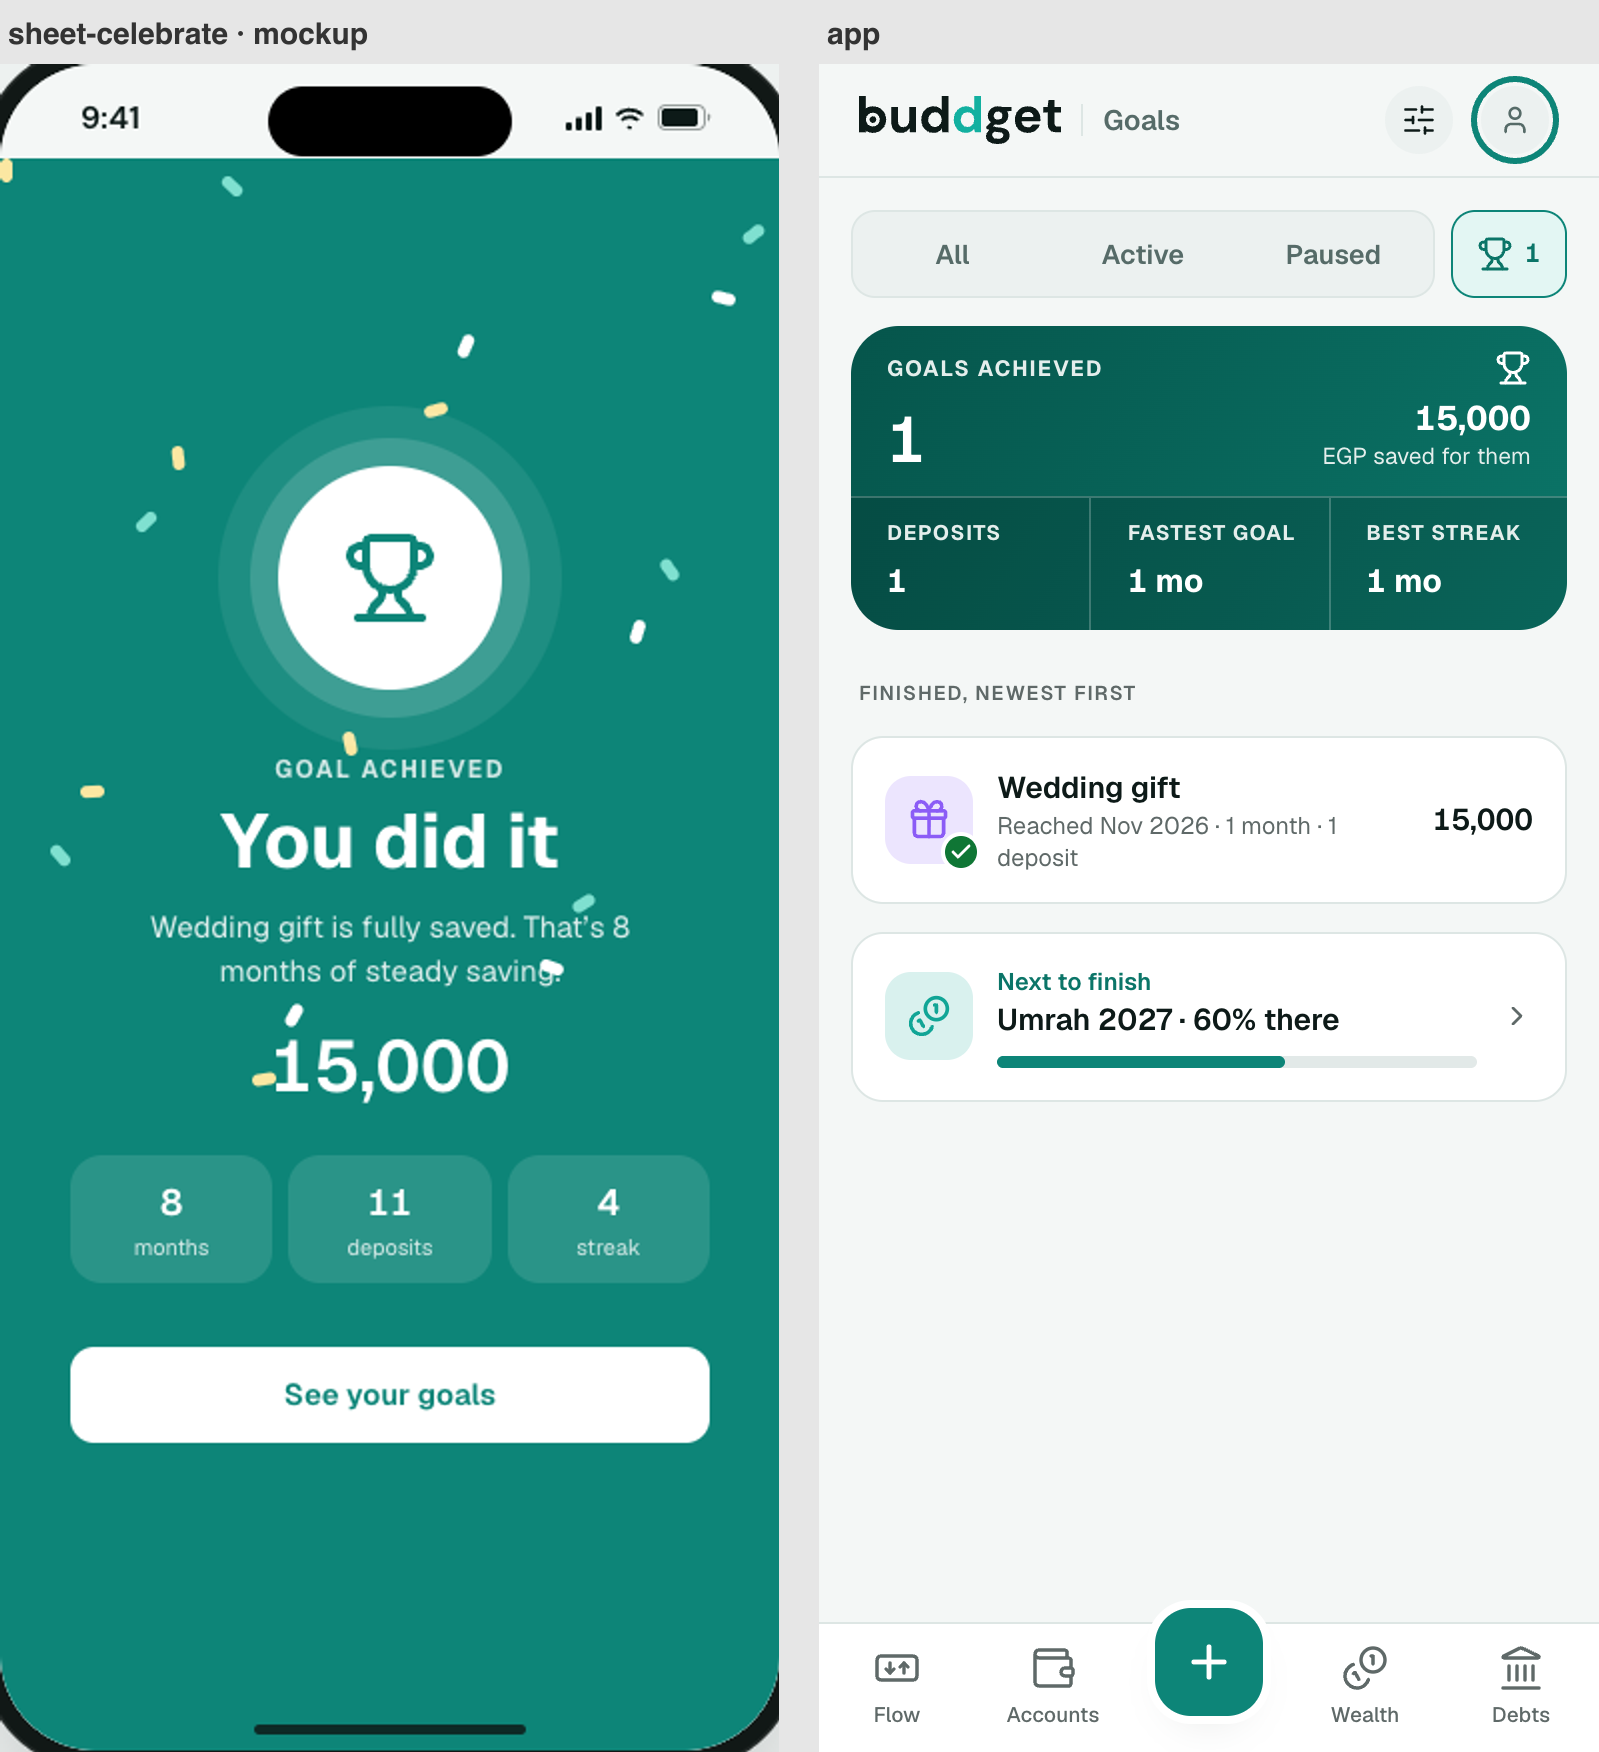 sheet-celebrate · mockup
9:41
GOAL ACHIEVED
You did it
Wedding gift is fully saved. That's 8
months of steady saving.
15,000
8
months
11
deposits
4
streak
See your goals
app
buddget
Goals
All
Active
Paused
1
GOALS ACHIEVED
1
15,000
EGP saved for them
DEPOSITS
1
FASTEST GOAL
1 mo
BEST STREAK
1 mo
FINISHED, NEWEST FIRST
Wedding gift
Reached Nov 2026 · 1 month · 1
deposit
15,000
Next to finish
Umrah 2027 · 60% there
Flow
Accounts
Wealth
Debts